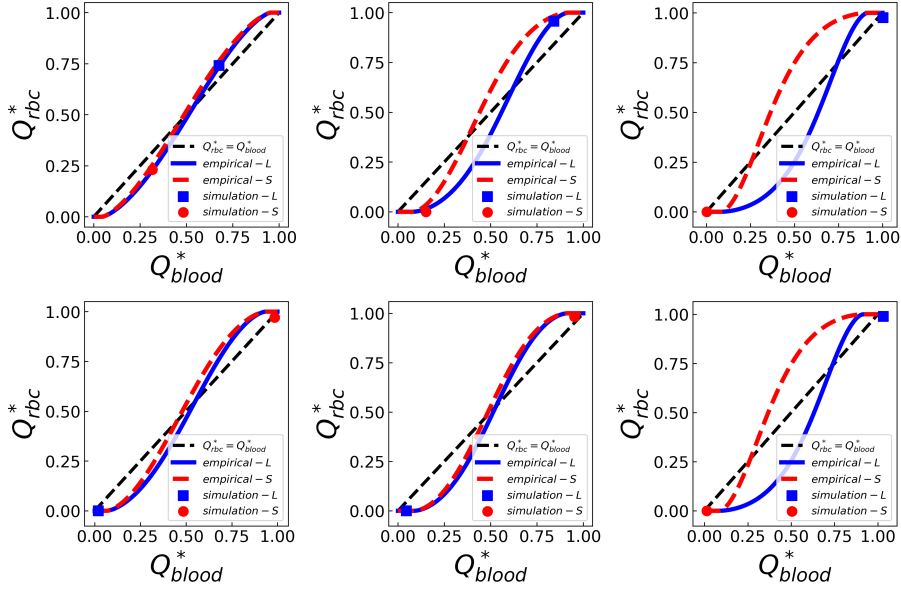 1.00
0.75
0.50
0.25
0.00
Q*rbc
Q*rbc = Q*blood
empirical − L
empirical − S
simulation − L
simulation − S
0.00 0.25 0.50 0.75 1.00
Q*blood
1.00
0.75
0.50
0.25
0.00
Q*rbc
Q*rbc = Q*blood
empirical − L
empirical − S
simulation − L
simulation − S
0.00 0.25 0.50 0.75 1.00
Q*blood
1.00
0.75
0.50
0.25
0.00
Q*rbc
Q*rbc = Q*blood
empirical − L
empirical − S
simulation − L
simulation − S
0.00 0.25 0.50 0.75 1.00
Q*blood
1.00
0.75
0.50
0.25
0.00
Q*rbc
Q*rbc = Q*blood
empirical − L
empirical − S
simulation − L
simulation − S
0.00 0.25 0.50 0.75 1.00
Q*blood
1.00
0.75
0.50
0.25
0.00
Q*rbc
Q*rbc = Q*blood
empirical − L
empirical − S
simulation − L
simulation − S
0.00 0.25 0.50 0.75 1.00
Q*blood
1.00
0.75
0.50
0.25
0.00
Q*rbc
Q*rbc = Q*blood
empirical − L
empirical − S
simulation − L
simulation − S
0.00 0.25 0.50 0.75 1.00
Q*blood